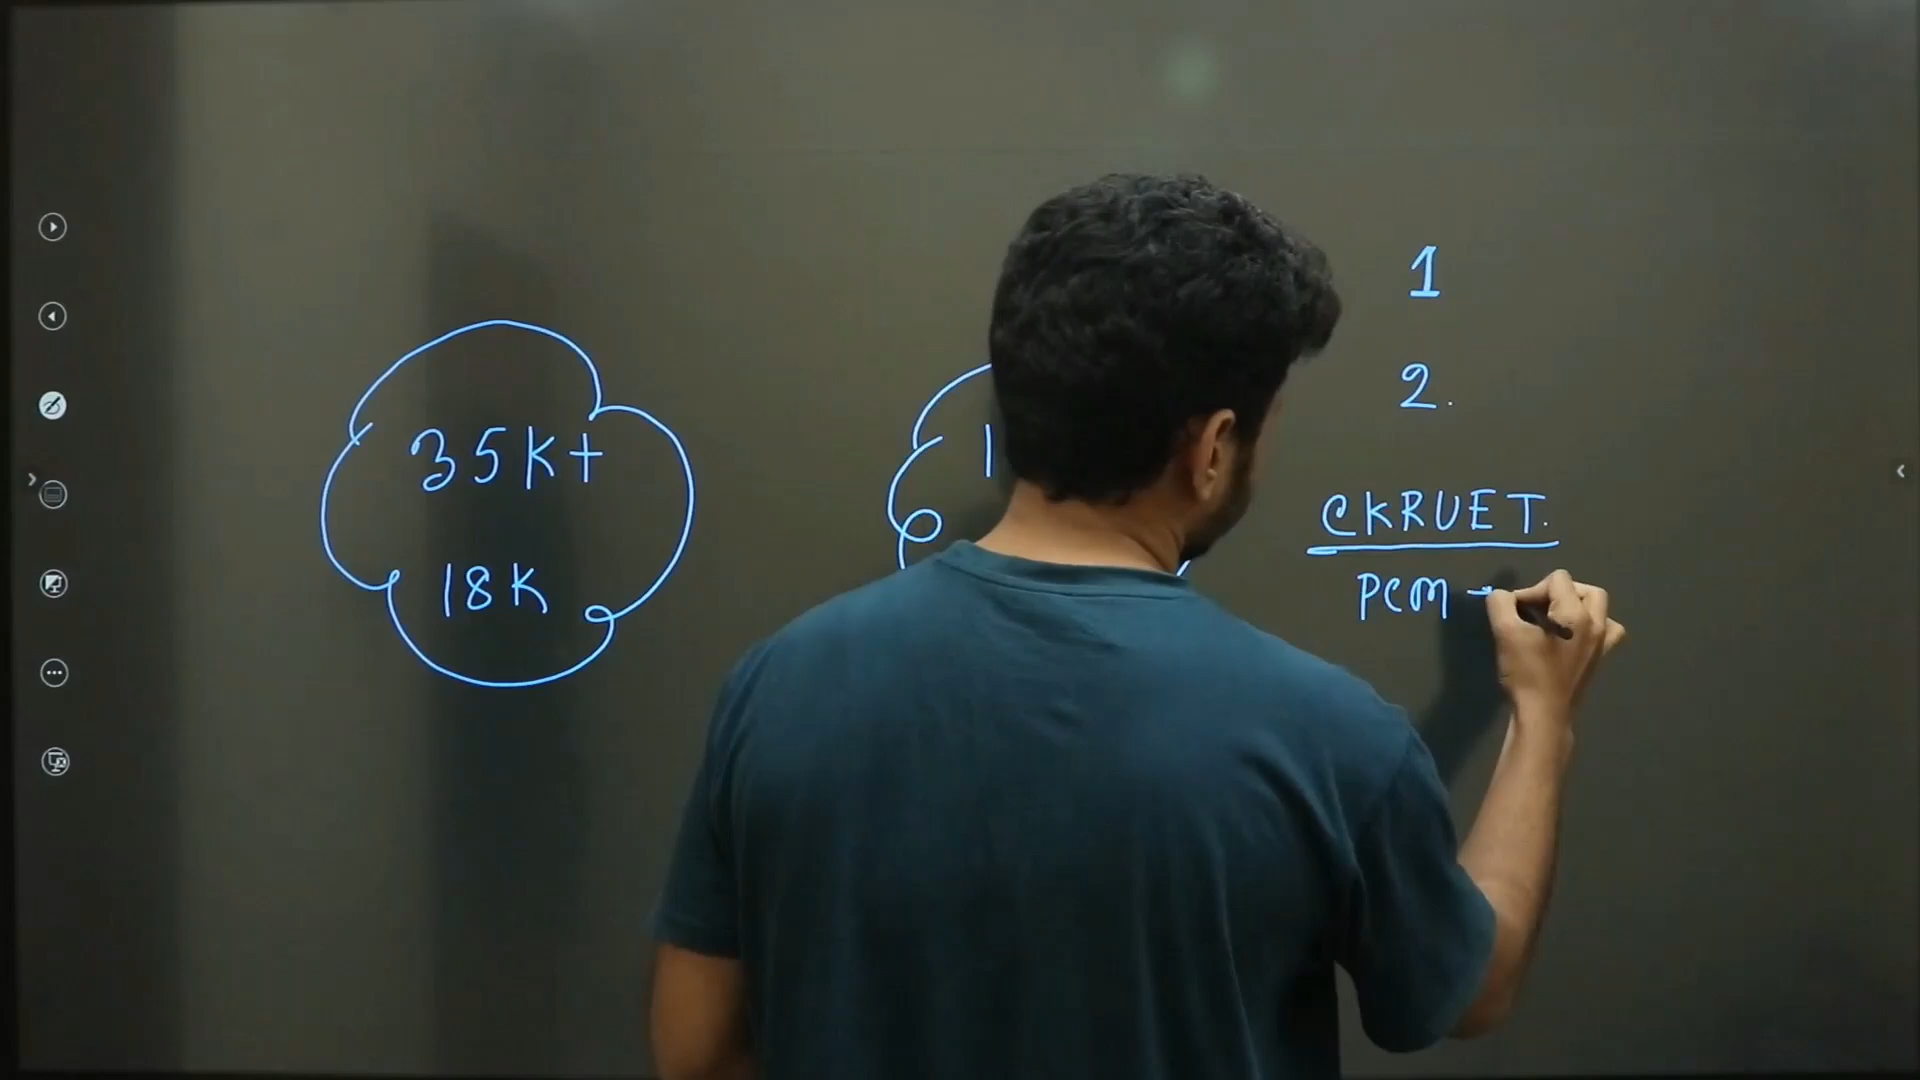 35K+
18K
1
2.
CKRUET.
PCM →